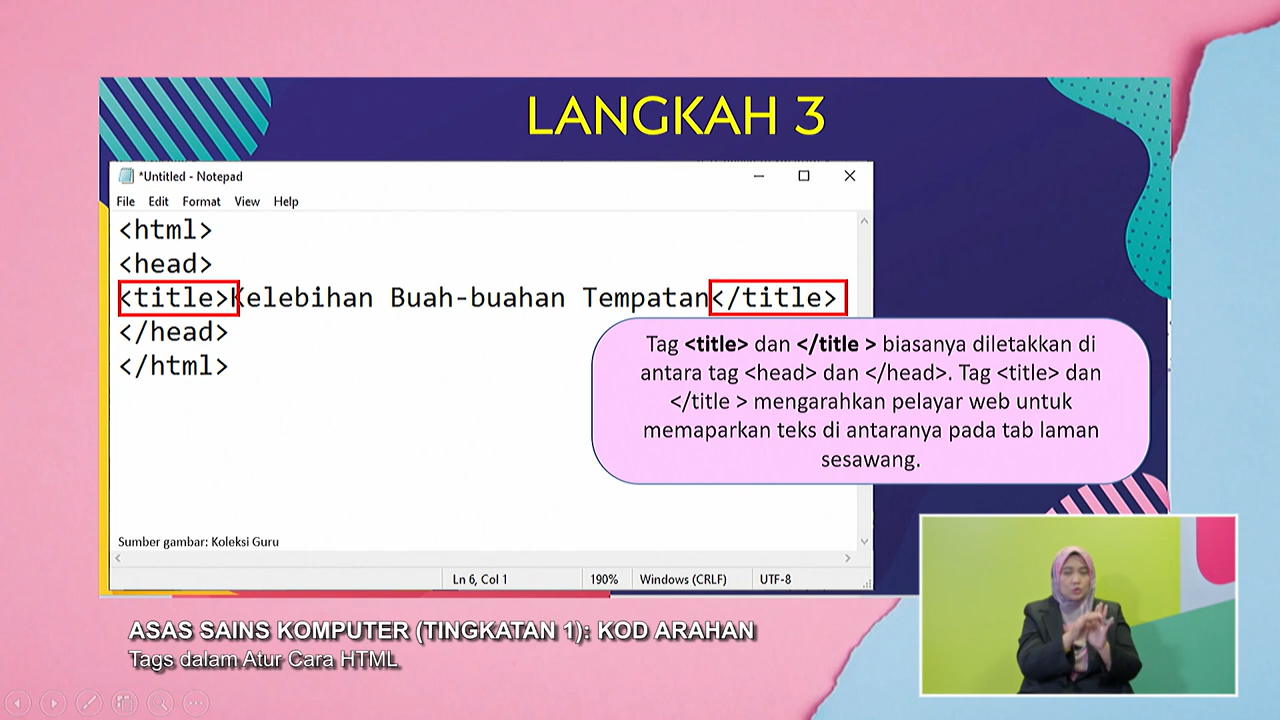 LANGKAH 3
*Untitled - Notepad
File Edit Format View Help
<html>
<head>
<title>Kelebihan Buah-buahan Tempatan</title>
</head>
</html>
Tag <title> dan </title > biasanya diletakkan di
antara tag <head> dan </head>. Tag <title> dan
</title > mengarahkan pelayar web untuk
memaparkan teks di antaranya pada tab laman
sesawang.
Sumber gambar: Koleksi Guru
Ln 6, Col 1 190% Windows (CRLF) UTF-8
ASAS SAINS KOMPUTER (TINGKATAN 1): KOD ARAHAN
Tags dalam Atur Cara HTML